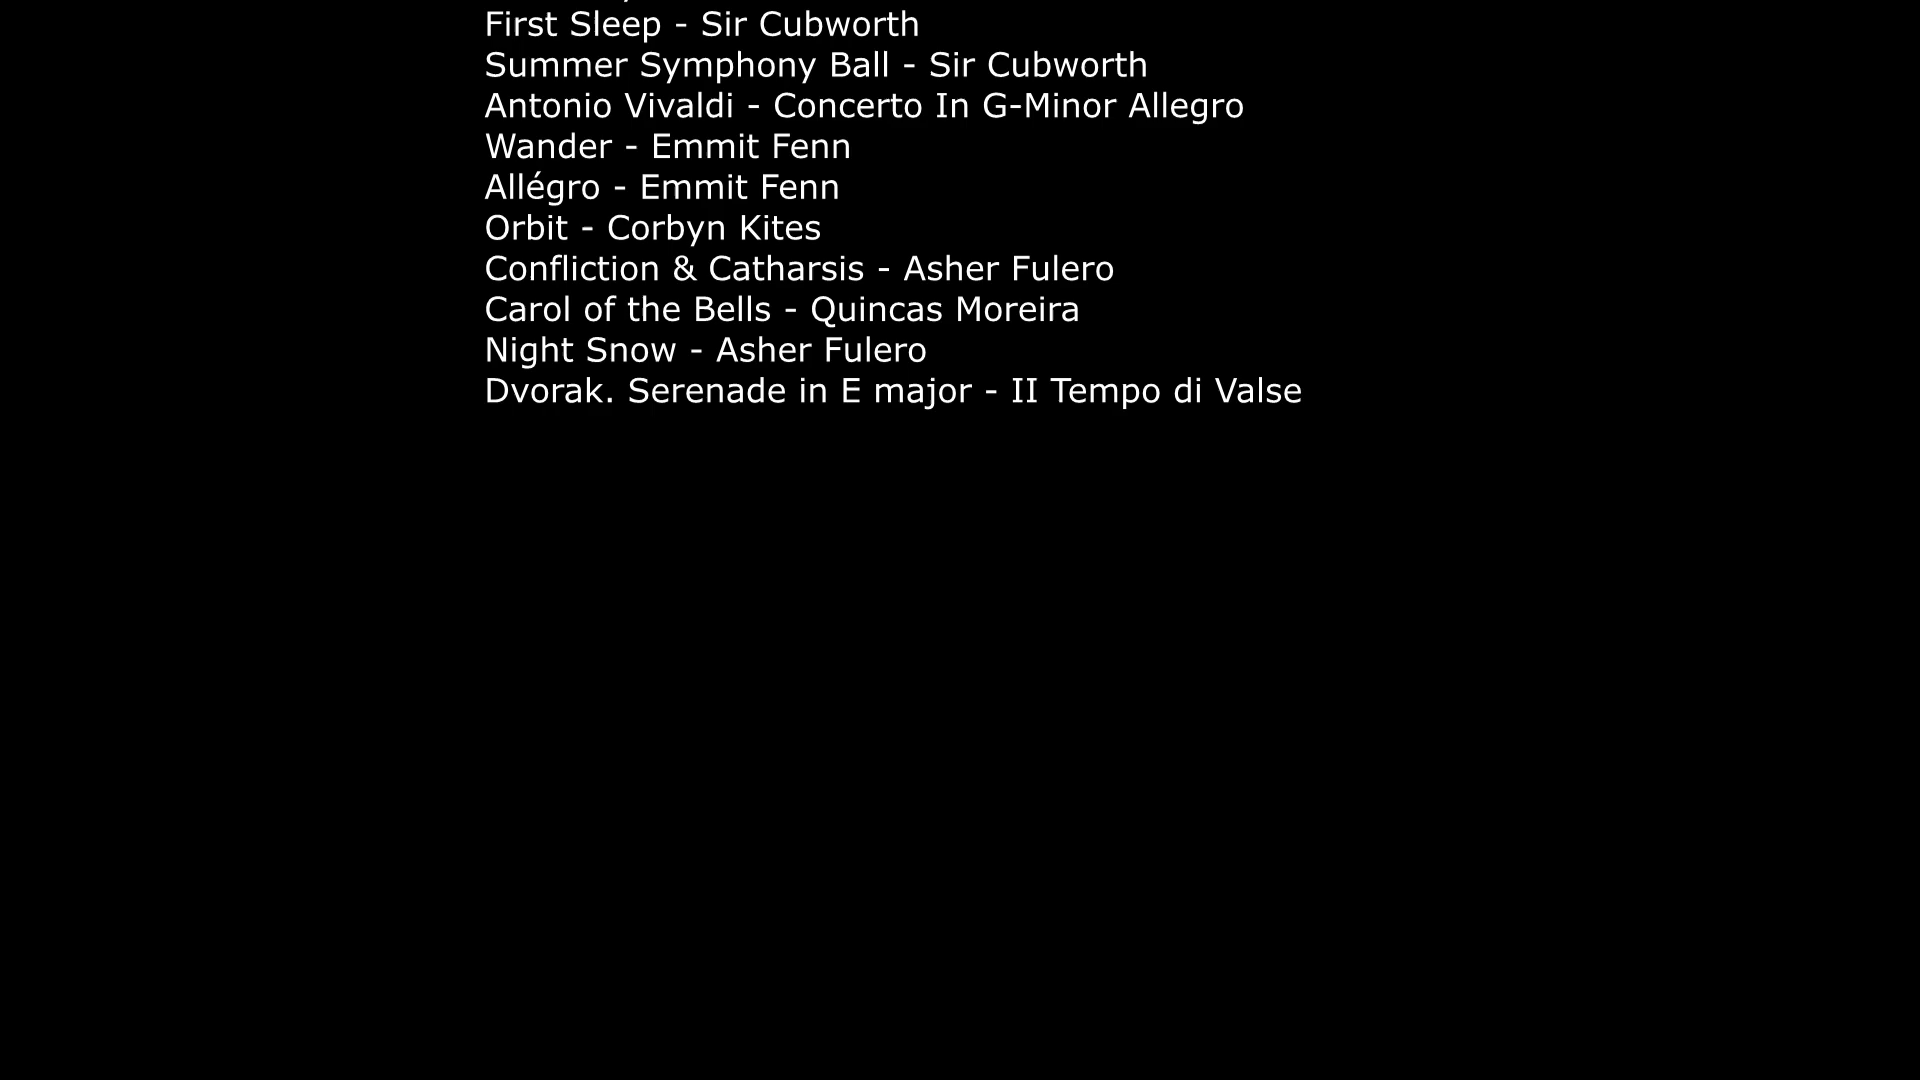 First Sleep - Sir Cubworth
Summer Symphony Ball - Sir Cubworth
Antonio Vivaldi - Concerto In G-Minor Allegro
Wander - Emmit Fenn
Allégro - Emmit Fenn
Orbit - Corbyn Kites
Confliction & Catharsis - Asher Fulero
Carol of the Bells - Quincas Moreira
Night Snow - Asher Fulero
Dvorak. Serenade in E major - II Tempo di Valse